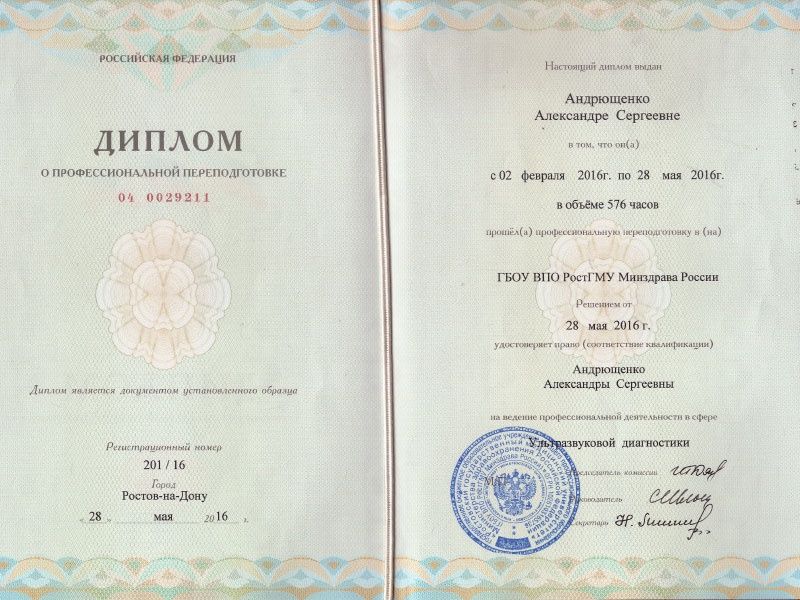 РОССИЙСКАЯ ФЕДЕРАЦИЯ
ДИПЛОМ
О ПРОФЕССИОНАЛЬНОЙ ПЕРЕПОДГОТОВКЕ
04 0029211
Диплом является документом установленного образца
Регистрационный номер
201 / 16
Город
Ростов-на-Дону
« 28 » мая 2016 г.
Настоящий диплом выдан
Андрющенко
Александре Сергеевне
в том, что он(а)
с 02 февраля 2016г. по 28 мая 2016г.
в объёме 576 часов
прошёл(а) профессиональную переподготовку в (на)
ГБОУ ВПО РостГМУ Минздрава России
Решением от
28 мая 2016 г.
удостоверяет право (соответствие квалификации)
Андрющенко
Александры Сергеевны
на ведение профессиональной деятельности в сфере
Ультразвуковой диагностики
Председатель комиссии
Руководитель
Секретарь